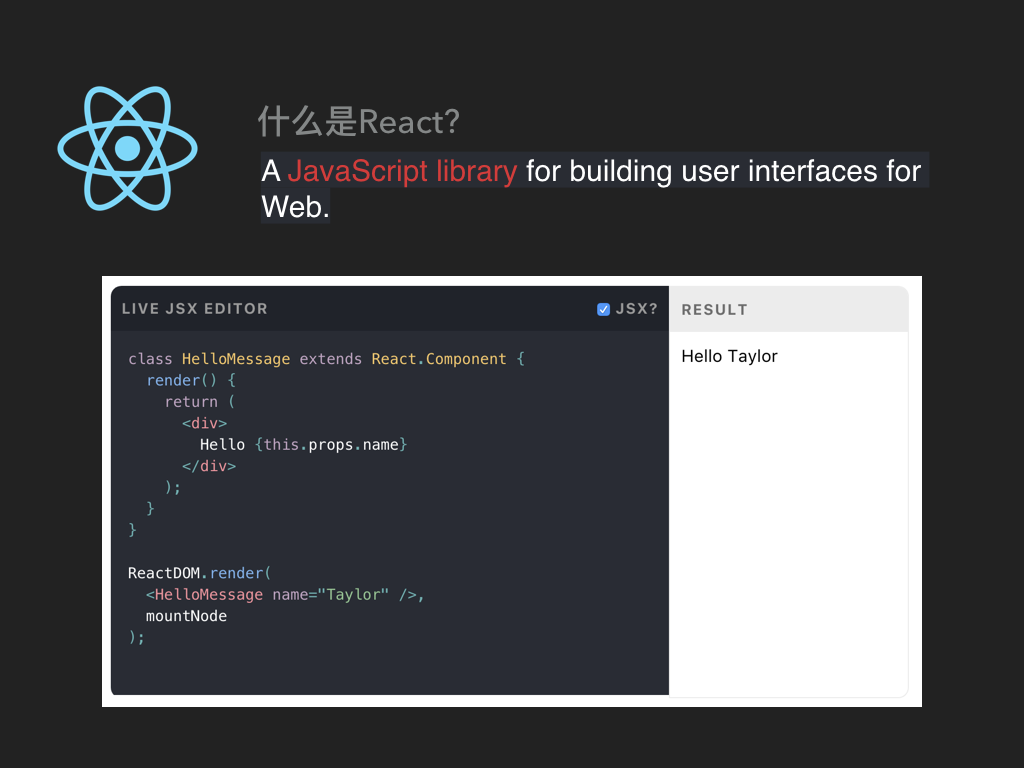 什么是React?
A JavaScript library for building user interfaces for
Web.
LIVE JSX EDITOR
JSX?
RESULT
class HelloMessage extends React.Component {
  render() {
    return (
      <div>
        Hello {this.props.name}
      </div>
    );
  }
}

ReactDOM.render(
  <HelloMessage name="Taylor" />,
  mountNode
);
Hello Taylor